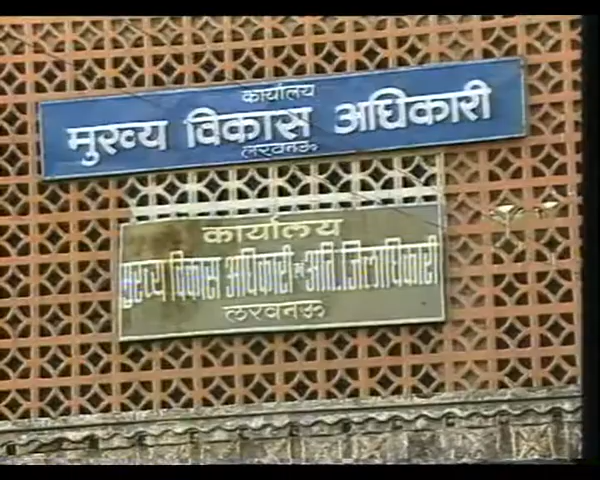 कार्यालय
मुख्य विकास अधिकारी
लखनऊ
कार्यालय
मुख्य विकास अधिकारी अति. जिलाधिकारी
लखनऊ